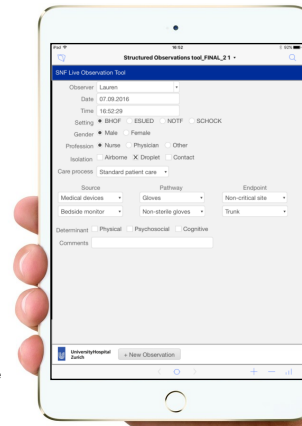 iPad 16:52 92%
Structured Observations tool_FINAL_2 1
SNF Live Observation Tool
Observer Lauren
Date 07.09.2016
Time 16:52:29
Setting BHOF ESUED NOTF SCHOCK
Gender Male Female
Profession Nurse Physician Other
Isolation Airborne X Droplet Contact
Care process Standard patient care
Source Pathway Endpoint
Medical devices Gloves Non-critical site
Bedside monitor Non-sterile gloves Trunk
Determinant Physical Psychosocial Cognitive
Comments
UniversityHospital
Zurich
+ New Observation
e